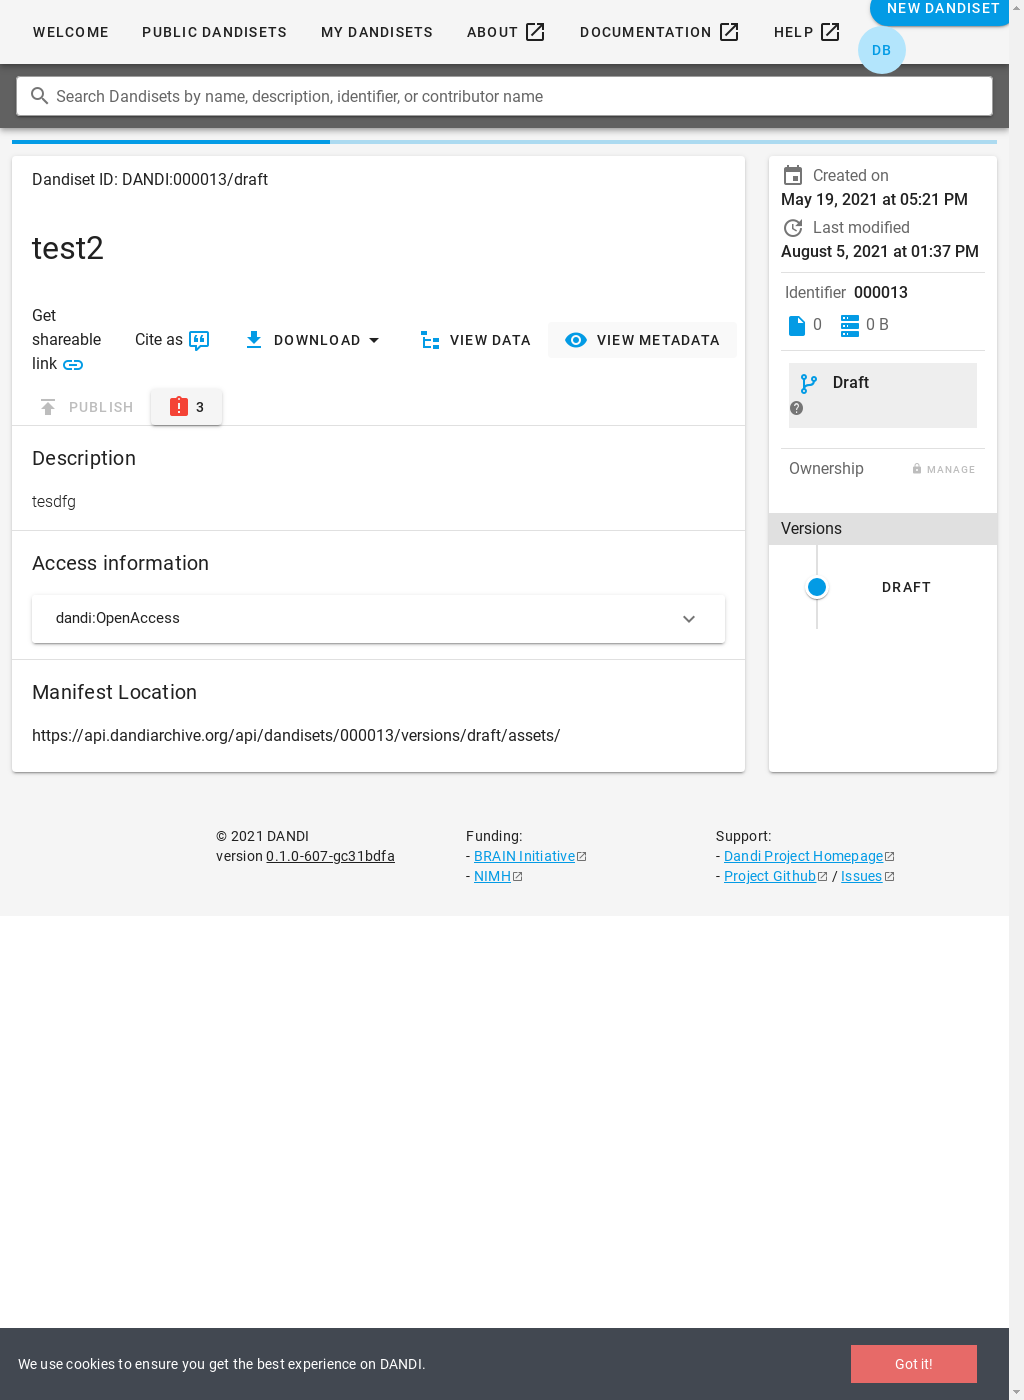 NEW DANDISET
WELCOME PUBLIC DANDISETS MY DANDISETS ABOUT DOCUMENTATION HELP
DB
Search Dandisets by name, description, identifier, or contributor name
Dandiset ID: DANDI:000013/draft
test2
Get shareable link
Cite as
DOWNLOAD
VIEW DATA
VIEW METADATA
PUBLISH
3
Description
tesdfg
Access information
dandi:OpenAccess
Manifest Location
https://api.dandiarchive.org/api/dandisets/000013/versions/draft/assets/
Created on
May 19, 2021 at 05:21 PM
Last modified
August 5, 2021 at 01:37 PM
Identifier 000013
0 0 B
Draft
Ownership MANAGE
Versions
DRAFT
© 2021 DANDI
version 0.1.0-607-gc31bdfa
Funding:
- BRAIN Initiative
- NIMH
Support:
- Dandi Project Homepage
- Project Github / Issues
We use cookies to ensure you get the best experience on DANDI.
Got it!